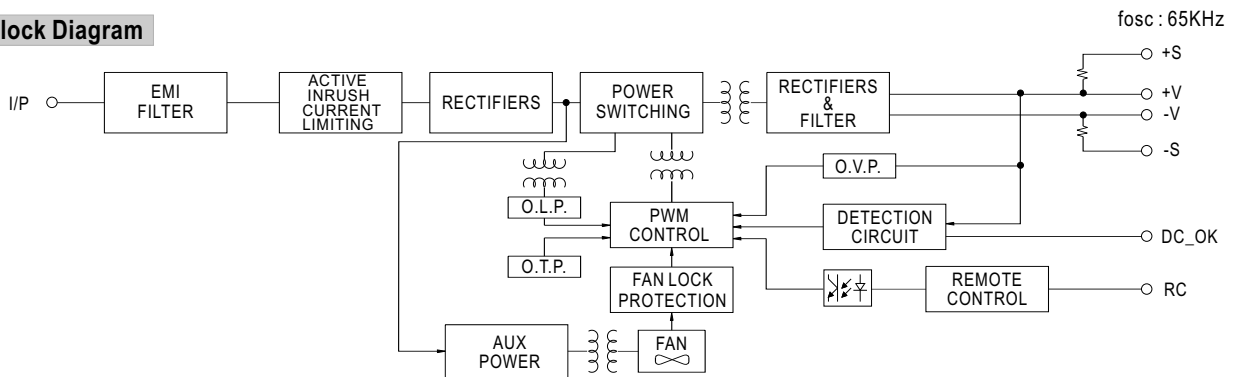 lock Diagram
fosc : 65KHz
I/P
EMI
FILTER
ACTIVE
INRUSH
CURRENT
LIMITING
RECTIFIERS
POWER
SWITCHING
RECTIFIERS
&
FILTER
+S
+V
-V
-S
O.V.P.
O.L.P.
PWM
CONTROL
DETECTION
CIRCUIT
DC_OK
O.T.P.
FAN LOCK
PROTECTION
REMOTE
CONTROL
RC
AUX
POWER
FAN